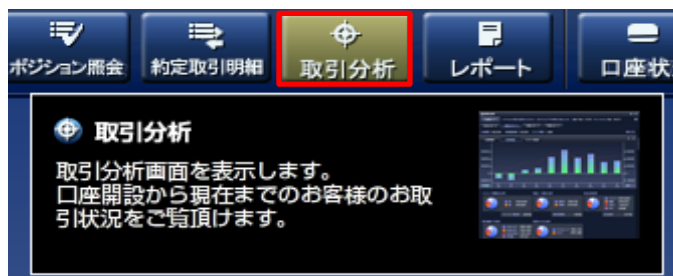 ポジション照会
約定取引明細
取引分析
レポート
口座状
取引分析
取引分析画面を表示します。
口座開設から現在までのお客様のお取
引状況をご覧頂けます。